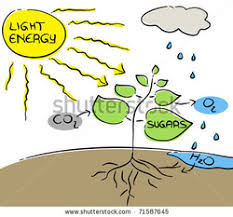 LIGHT
ENERGY
shutterstock
O₂
CO₂
SUGARS
H₂O
www.shutterstock.com · 71587645